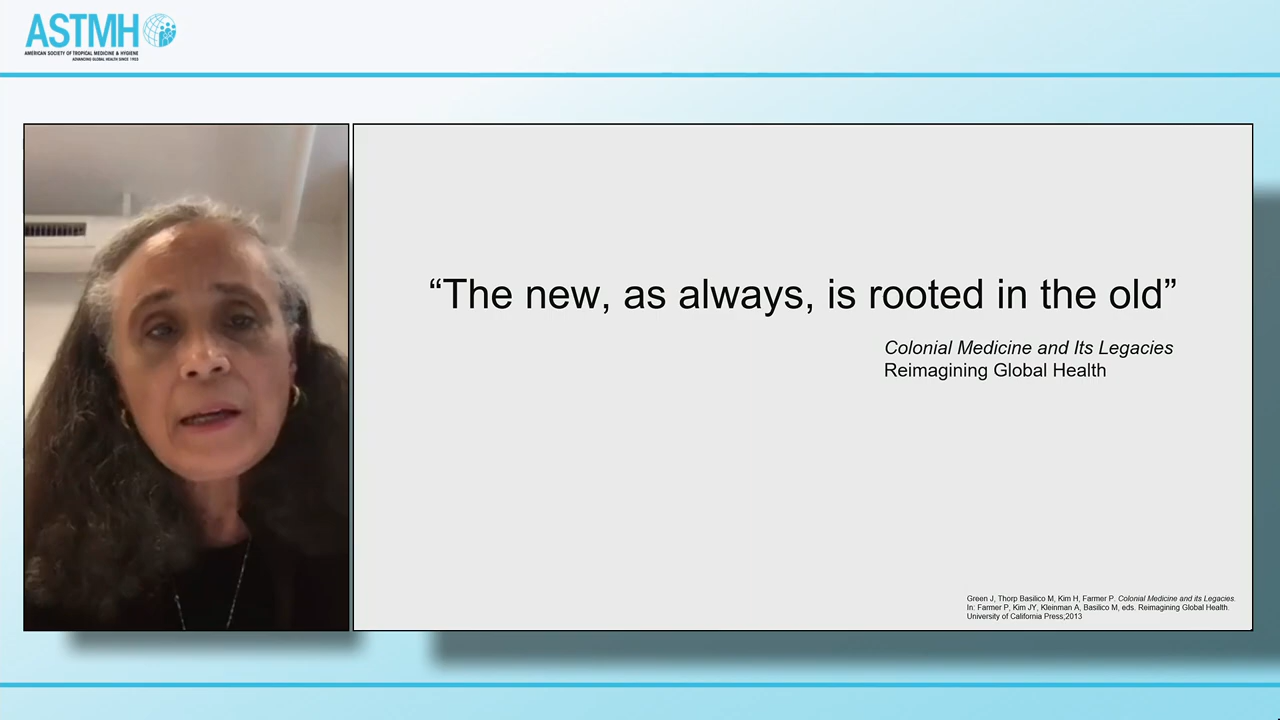 ASTMH
AMERICAN SOCIETY OF TROPICAL MEDICINE & HYGIENE
ADVANCING GLOBAL HEALTH SINCE 1903
“The new, as always, is rooted in the old”
Colonial Medicine and Its Legacies
Reimagining Global Health
Green J, Thorp Basilico M, Kim H, Farmer P. Colonial Medicine and its Legacies.
In: Farmer P, Kim JY, Kleinman A, Basilico M, eds. Reimagining Global Health.
University of California Press;2013